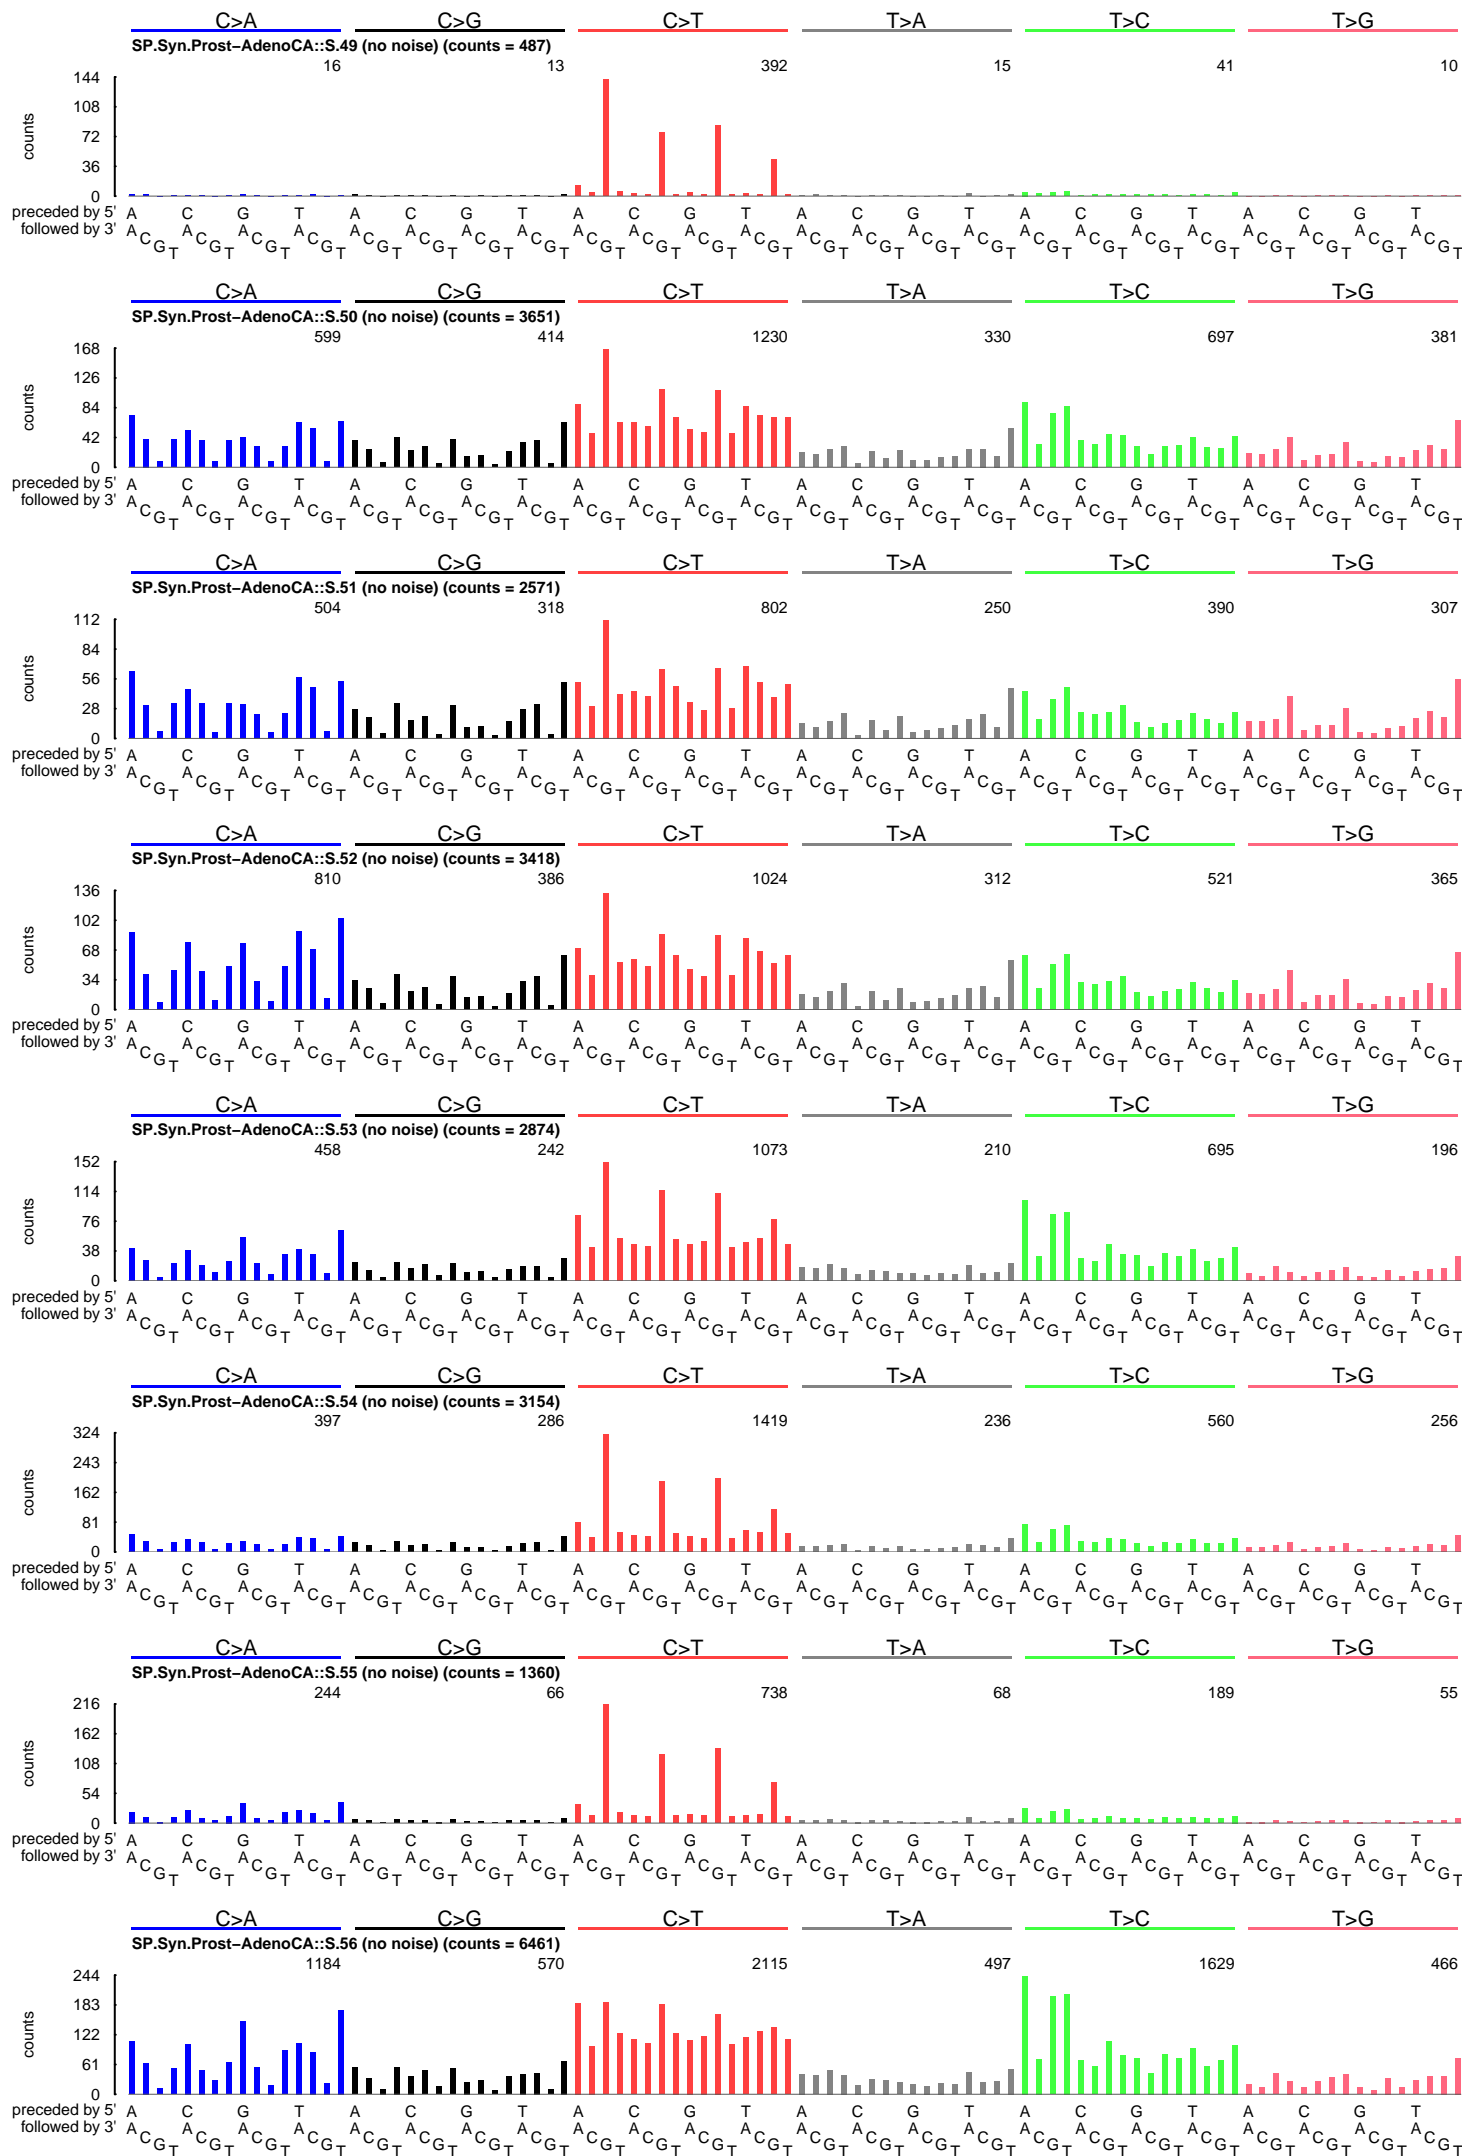 C>A C>G C>T T>A T>C T>G
SP.Syn.Prost−AdenoCA::S.49 (no noise) (counts = 487)
16 13 392 15 41 10
144
108
72
36
0
counts
preceded by 5' A C G T A C G T A C G T A C G T A C G T A C G T
followed by 3' A C G T A C G T A C G T A C G T A C G T A C G T A C G T A C G T A C G T A C G T A C G T A C G T A C G T A C G T A C G T A C G T A C G T A C G T A C G T A C G T A C G T A C G T A C G T A C G T
C>A C>G C>T T>A T>C T>G
SP.Syn.Prost−AdenoCA::S.50 (no noise) (counts = 3651)
599 414 1230 330 697 381
168
126
84
42
0
counts
preceded by 5' A C G T A C G T A C G T A C G T A C G T A C G T
followed by 3' A C G T A C G T A C G T A C G T A C G T A C G T A C G T A C G T A C G T A C G T A C G T A C G T A C G T A C G T A C G T A C G T A C G T A C G T A C G T A C G T A C G T A C G T A C G T A C G T
C>A C>G C>T T>A T>C T>G
SP.Syn.Prost−AdenoCA::S.51 (no noise) (counts = 2571)
504 318 802 250 390 307
112
84
56
28
0
counts
preceded by 5' A C G T A C G T A C G T A C G T A C G T A C G T
followed by 3' A C G T A C G T A C G T A C G T A C G T A C G T A C G T A C G T A C G T A C G T A C G T A C G T A C G T A C G T A C G T A C G T A C G T A C G T A C G T A C G T A C G T A C G T A C G T A C G T
C>A C>G C>T T>A T>C T>G
SP.Syn.Prost−AdenoCA::S.52 (no noise) (counts = 3418)
810 386 1024 312 521 365
136
102
68
34
0
counts
preceded by 5' A C G T A C G T A C G T A C G T A C G T A C G T
followed by 3' A C G T A C G T A C G T A C G T A C G T A C G T A C G T A C G T A C G T A C G T A C G T A C G T A C G T A C G T A C G T A C G T A C G T A C G T A C G T A C G T A C G T A C G T A C G T A C G T
C>A C>G C>T T>A T>C T>G
SP.Syn.Prost−AdenoCA::S.53 (no noise) (counts = 2874)
458 242 1073 210 695 196
152
114
76
38
0
counts
preceded by 5' A C G T A C G T A C G T A C G T A C G T A C G T
followed by 3' A C G T A C G T A C G T A C G T A C G T A C G T A C G T A C G T A C G T A C G T A C G T A C G T A C G T A C G T A C G T A C G T A C G T A C G T A C G T A C G T A C G T A C G T A C G T A C G T
C>A C>G C>T T>A T>C T>G
SP.Syn.Prost−AdenoCA::S.54 (no noise) (counts = 3154)
397 286 1419 236 560 256
324
243
162
81
0
counts
preceded by 5' A C G T A C G T A C G T A C G T A C G T A C G T
followed by 3' A C G T A C G T A C G T A C G T A C G T A C G T A C G T A C G T A C G T A C G T A C G T A C G T A C G T A C G T A C G T A C G T A C G T A C G T A C G T A C G T A C G T A C G T A C G T A C G T
C>A C>G C>T T>A T>C T>G
SP.Syn.Prost−AdenoCA::S.55 (no noise) (counts = 1360)
244 66 738 68 189 55
216
162
108
54
0
counts
preceded by 5' A C G T A C G T A C G T A C G T A C G T A C G T
followed by 3' A C G T A C G T A C G T A C G T A C G T A C G T A C G T A C G T A C G T A C G T A C G T A C G T A C G T A C G T A C G T A C G T A C G T A C G T A C G T A C G T A C G T A C G T A C G T A C G T
C>A C>G C>T T>A T>C T>G
SP.Syn.Prost−AdenoCA::S.56 (no noise) (counts = 6461)
1184 570 2115 497 1629 466
244
183
122
61
0
counts
preceded by 5' A C G T A C G T A C G T A C G T A C G T A C G T
followed by 3' A C G T A C G T A C G T A C G T A C G T A C G T A C G T A C G T A C G T A C G T A C G T A C G T A C G T A C G T A C G T A C G T A C G T A C G T A C G T A C G T A C G T A C G T A C G T A C G T